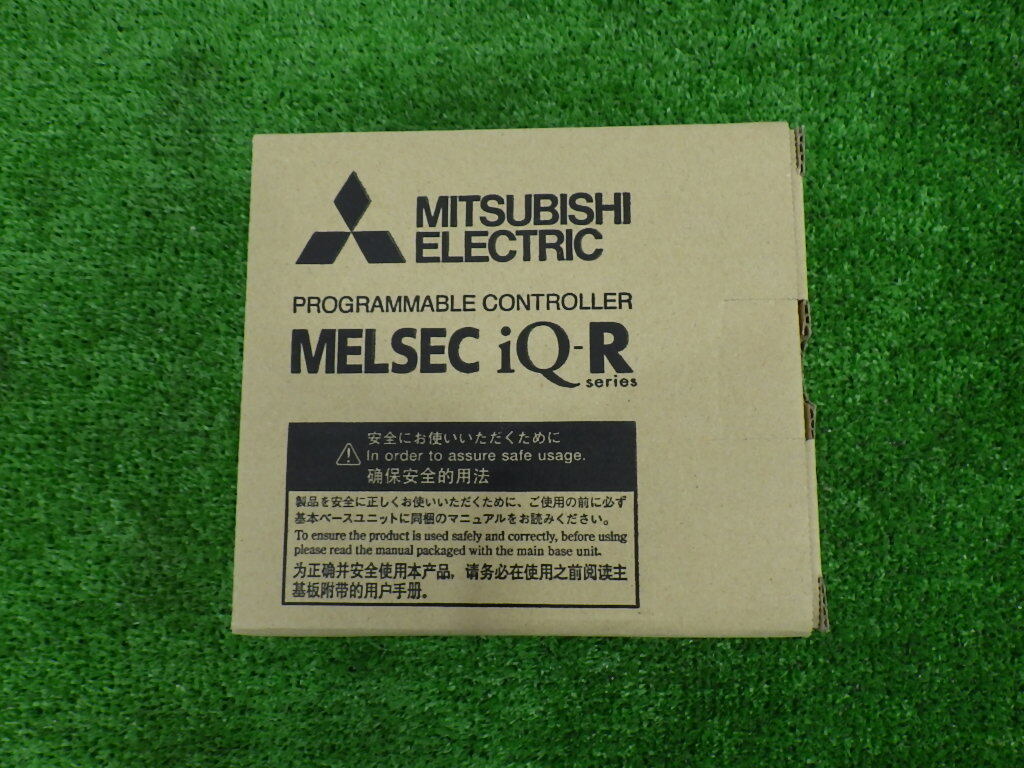 MITSUBISHI
ELECTRIC
PROGRAMMABLE CONTROLLER
MELSEC iQ-R
series
安全にお使いいただくために
In order to assure safe usage.
确保安全的用法
製品を安全に正しくお使いいただくために、ご使用の前に必ず
基本ベースユニットに同梱のマニュアルをお読みください。
To ensure the product is used safely and correctly, before using
please read the manual packaged with the main base unit.
为正确并安全使用本产品，请务必在使用之前阅读主
基板附带的用户手册。